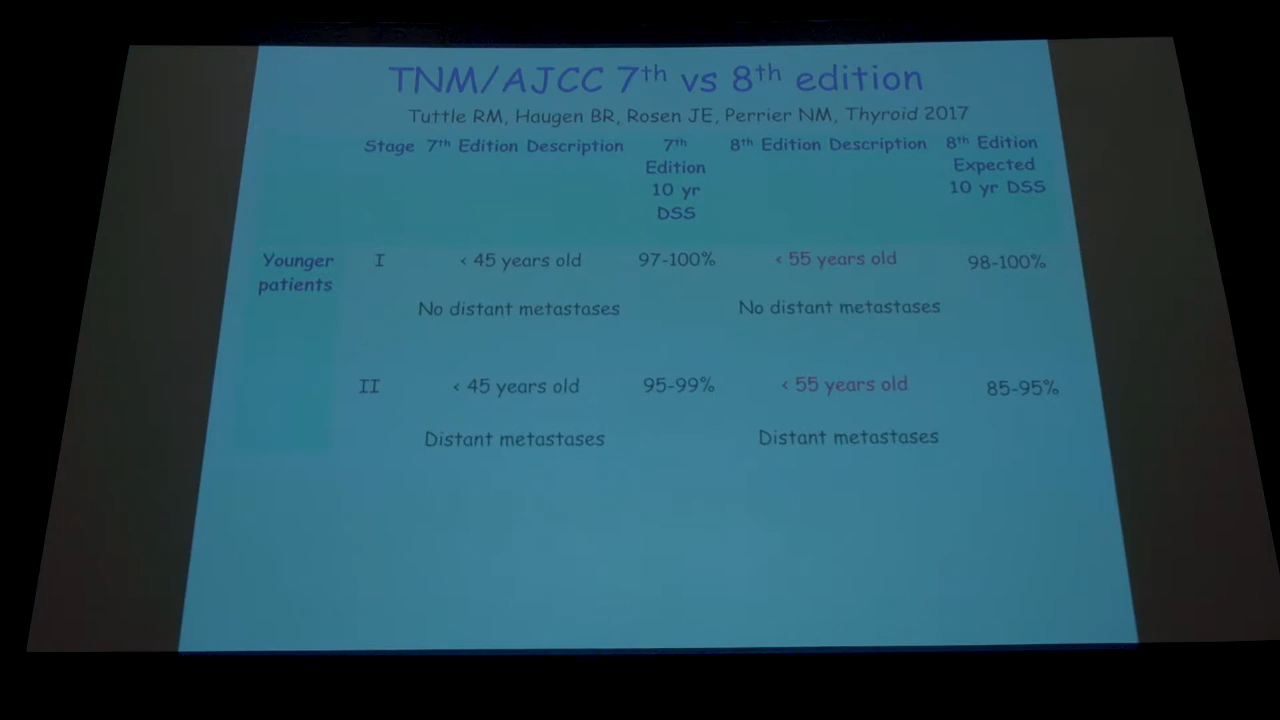 TNM/AJCC 7th vs 8th edition
Tuttle RM, Haugen BR, Rosen JE, Perrier NM, Thyroid 2017
Stage 7th Edition Description 7th Edition 10 yr DSS 8th Edition Description 8th Edition Expected 10 yr DSS
Younger patients I < 45 years old 97-100% < 55 years old 98-100%
No distant metastases No distant metastases
II < 45 years old 95-99% < 55 years old 85-95%
Distant metastases Distant metastases